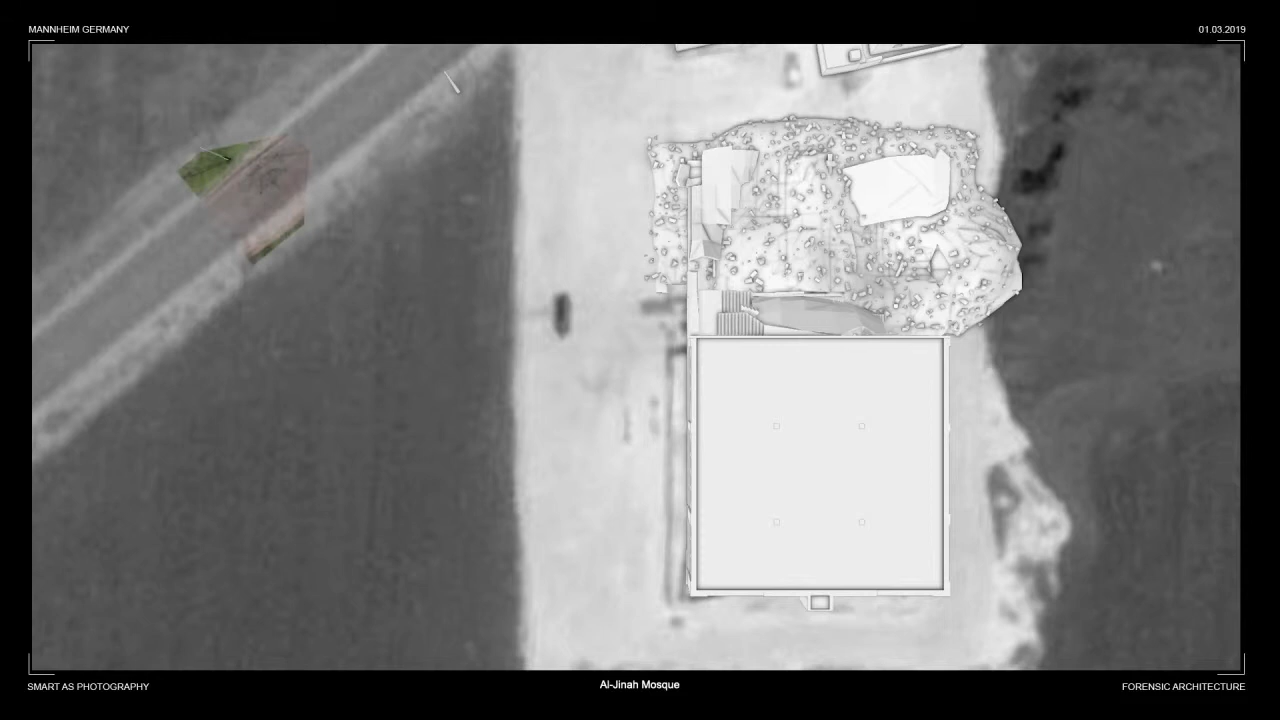 MANNHEIM GERMANY
01.03.2019
SMART AS PHOTOGRAPHY
Al-Jinah Mosque
FORENSIC ARCHITECTURE